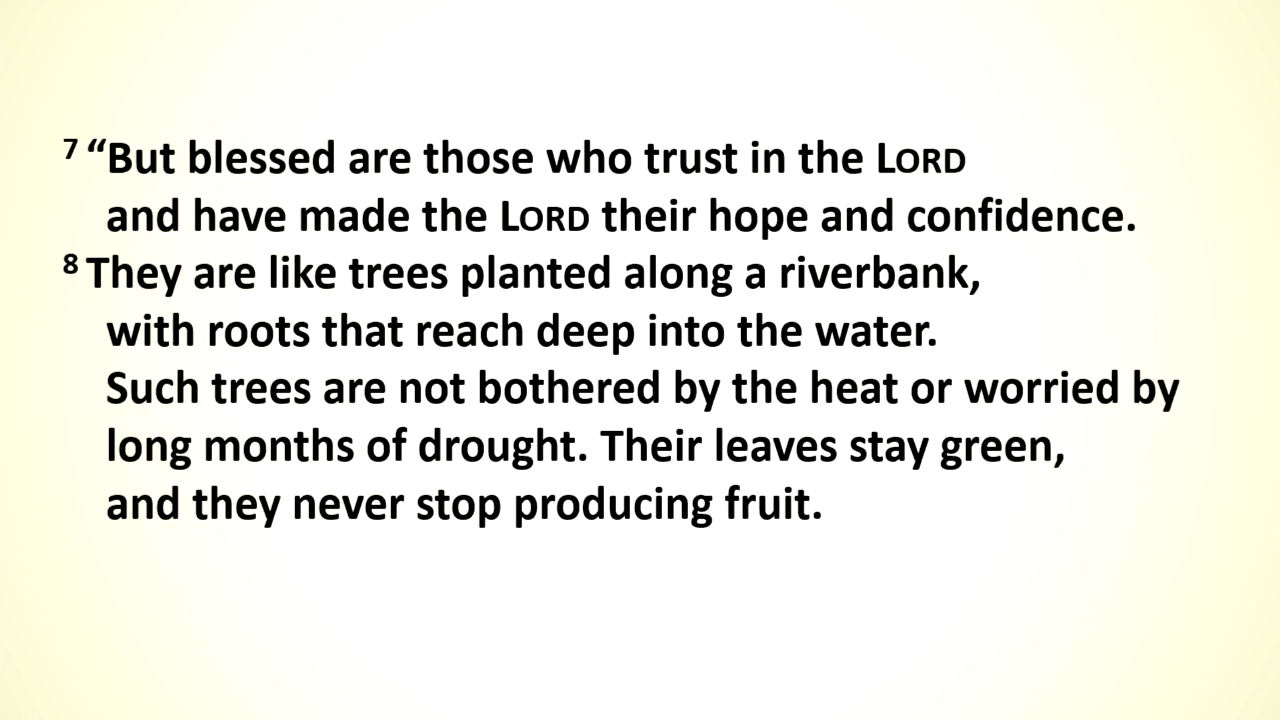 7 “But blessed are those who trust in the LORD
and have made the LORD their hope and confidence.
8 They are like trees planted along a riverbank,
with roots that reach deep into the water.
Such trees are not bothered by the heat or worried by
long months of drought. Their leaves stay green,
and they never stop producing fruit.